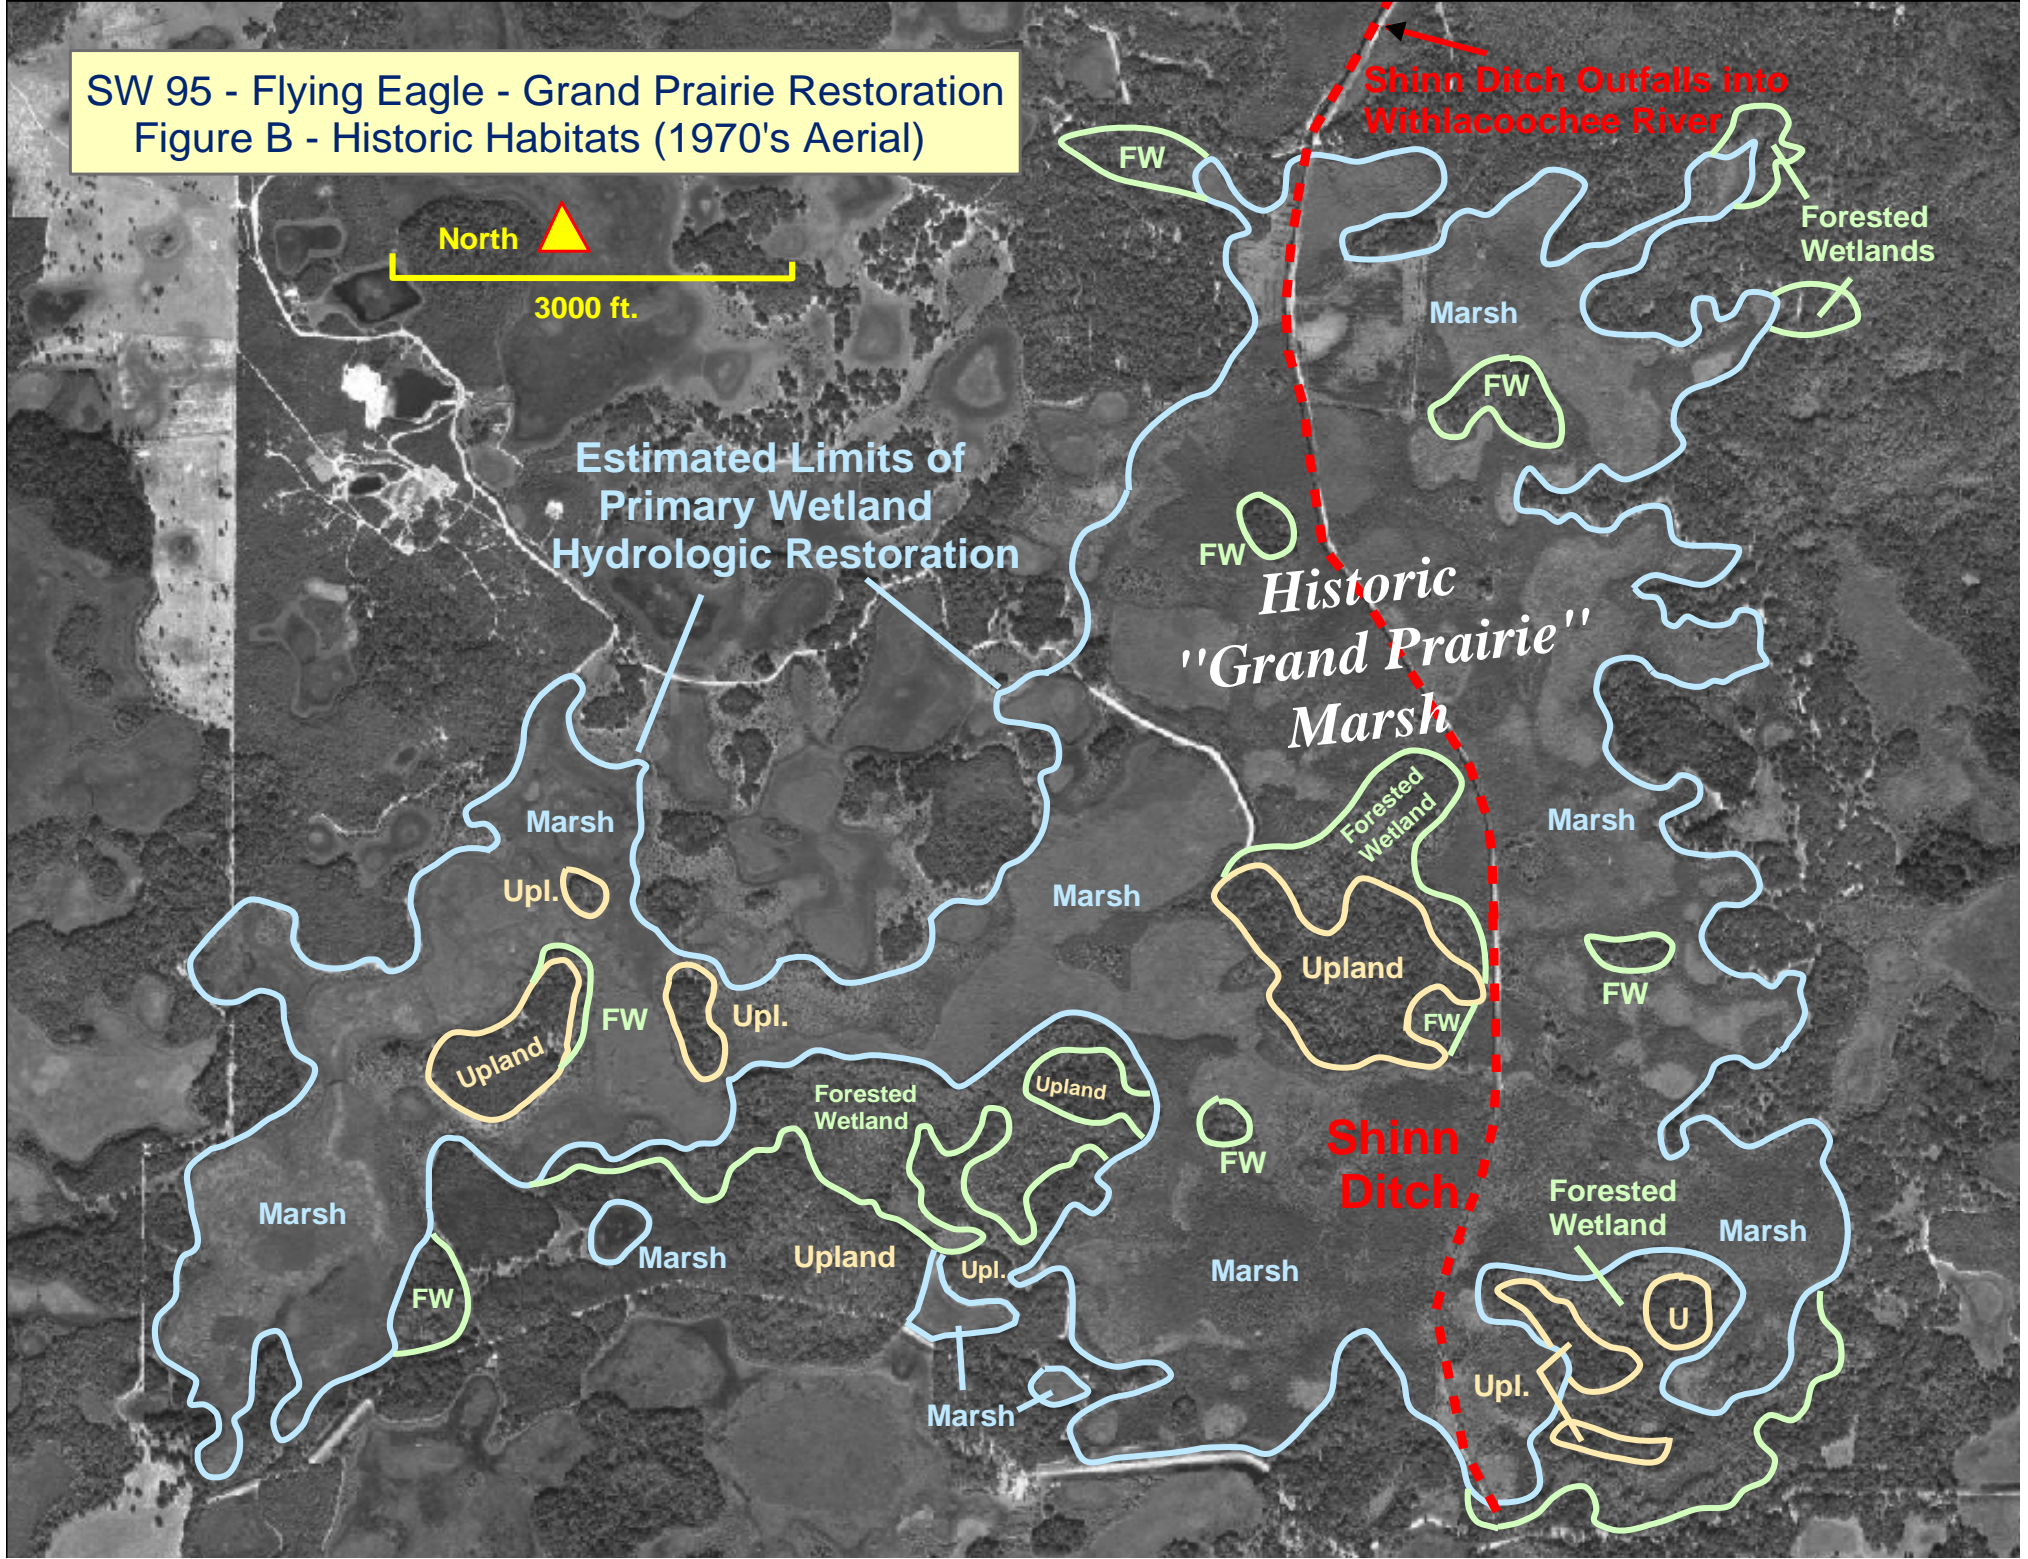 SW 95 - Flying Eagle - Grand Prairie Restoration
Figure B - Historic Habitats (1970's Aerial)
Shinn Ditch Outfalls into
Withlacoochee River
FW
Forested
Wetlands
North
3000 ft.
Marsh
FW
Estimated Limits of
Primary Wetland
Hydrologic Restoration
FW
Historic
"Grand Prairie"
Marsh
Forested
Wetland
Marsh
Marsh
Upl.
Marsh
Upland
FW
FW
Upl.
FW
Upland
Upland
Forested
Wetland
FW
Shinn
Ditch
Forested
Wetland
Marsh
Marsh
Marsh
Upland
Upl.
Marsh
FW
U
Upl.
Marsh